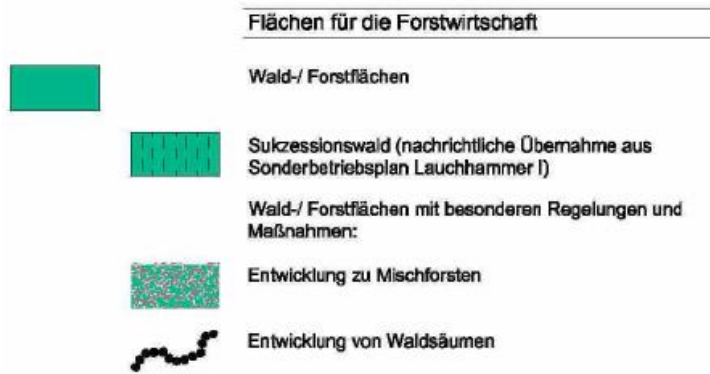 Flächen für die Forstwirtschaft
Wald-/ Forstflächen
Sukzessionswald (nachrichtliche Übernahme aus
Sonderbetriebsplan Lauchhammer I)
Wald-/ Forstflächen mit besonderen Regelungen und
Maßnahmen:
Entwicklung zu Mischforsten
Entwicklung von Waldsäumen